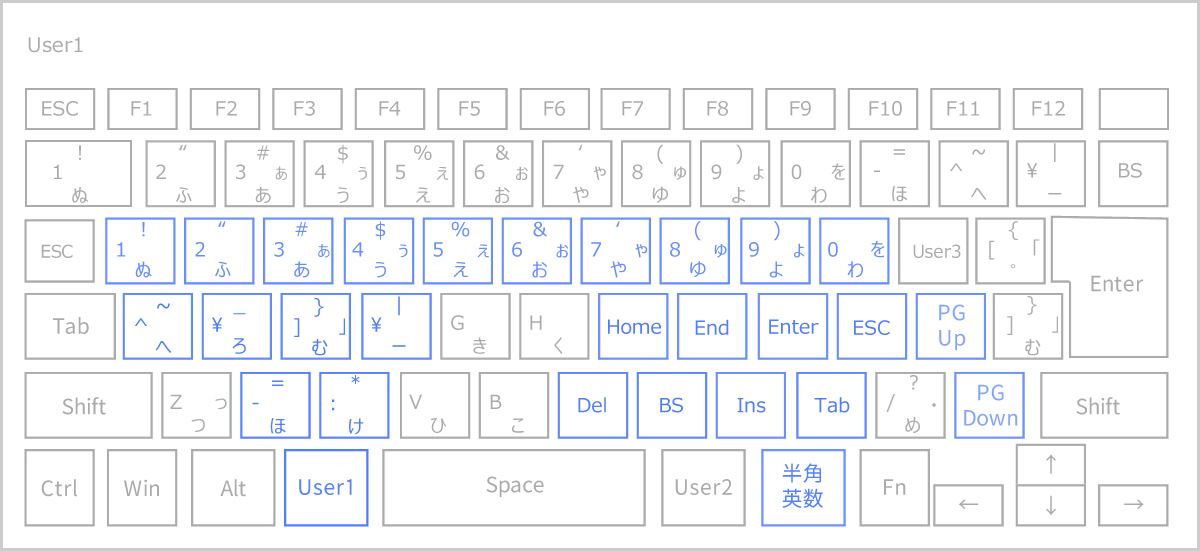 User1
ESC F1 F2 F3 F4 F5 F6 F7 F8 F9 F10 F11 F12
! “ # $ % & ‘ ( ) = ~ |
1 2 3 ぁ 4 ぅ 5 ぇ 6 ぉ 7 ゃ 8 ゅ 9 ょ 0 を - ^ ¥ BS
ぬ ふ あ う え お や ゆ よ わ ほ へ ー
! “ # $ % & ‘ ( ) {
ESC 1 2 3 ぁ 4 ぅ 5 ぇ 6 ぉ 7 ゃ 8 ゅ 9 ょ 0 を User3 [ 「
ぬ ふ あ う え お や ゆ よ わ 。
Enter
~ _ } | PG }
Tab ^ ¥ ] 」 ¥ G H Home End Enter ESC Up ] 」
へ ろ む ー き く む
= * ? PG
Shift Z っ - : V B Del BS Ins Tab / ・ Down Shift
つ ほ け ひ こ め
Ctrl Win Alt User1 Space User2 半角 Fn ↑
英数 ← ↓ →